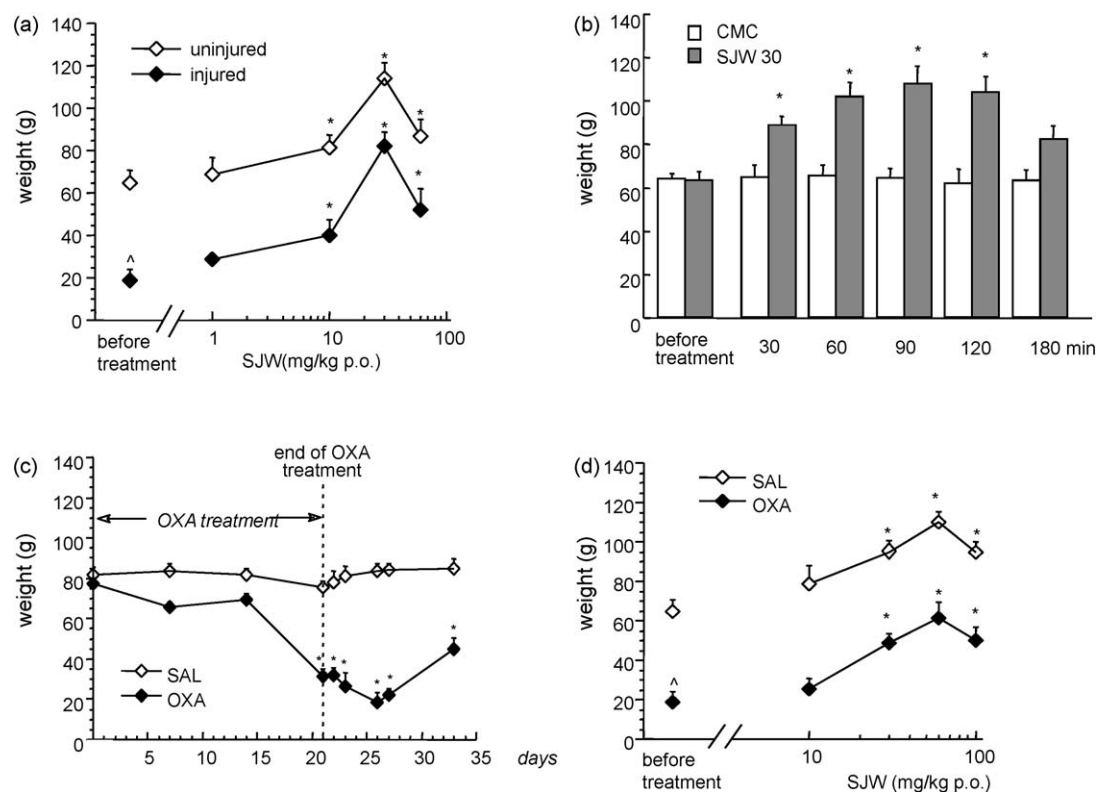 (a)
140
120
100
80
60
40
20
0
weight (g)
uninjured
injured
*
*
*
*
*
*
^
before
treatment
1
10
100
SJW(mg/kg p.o.)
(b)
140
120
100
80
60
40
20
0
weight (g)
CMC
SJW 30
*
*
*
*
before
treatment
30
60
90
120
180 min
(c)
140
120
100
80
60
40
20
0
weight (g)
end of OXA
treatment
OXA treatment
SAL
OXA
*
*
*
*
*
*
5
10
15
20
25
30
35
days
(d)
140
120
100
80
60
40
20
0
weight (g)
SAL
OXA
*
*
*
*
*
*
^
before
treatment
10
100
SJW (mg/kg p.o.)